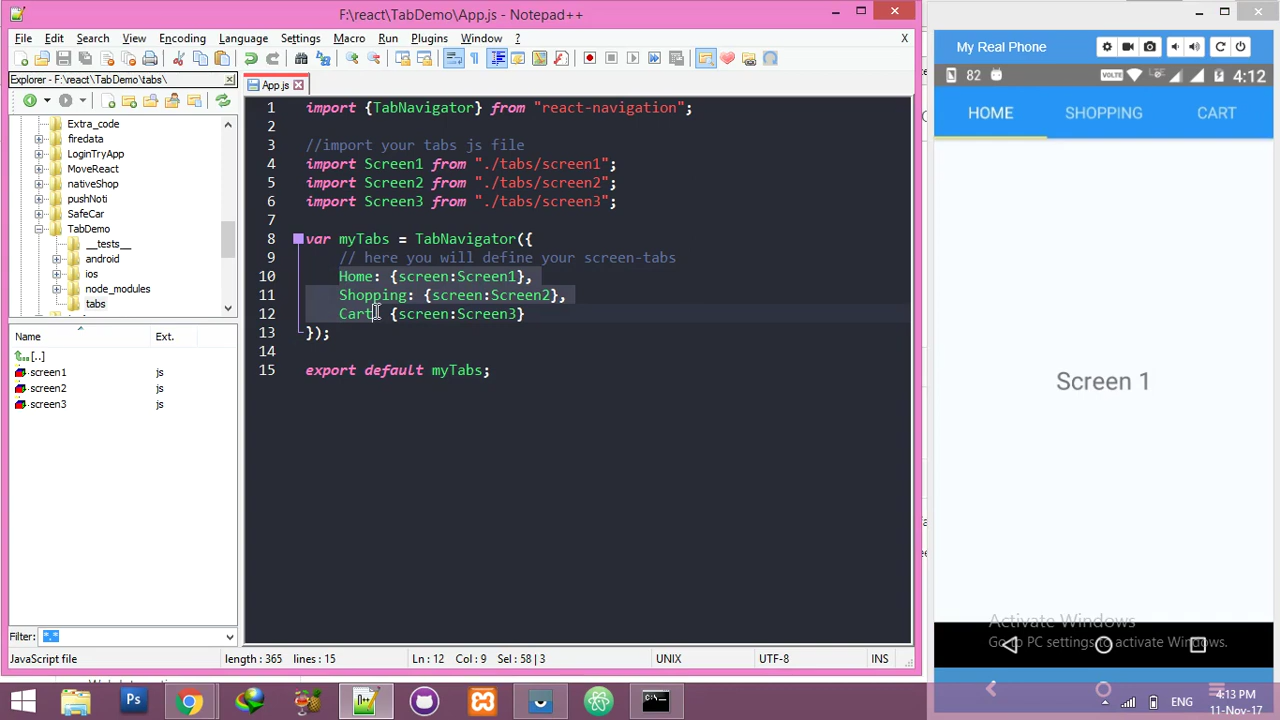 F:\react\TabDemo\App.js - Notepad++
File Edit Search View Encoding Language Settings Macro Run Plugins Window ? X
Explorer - F:\react\TabDemo\tabs\
App.js
Extra_code
firedata
LoginTryApp
MoveReact
nativeShop
pushNoti
SafeCar
TabDemo
__tests__
android
ios
node_modules
tabs
Name Ext.
[..]
screen1 js
screen2 js
screen3 js
Filter: *.*
1 import {TabNavigator} from "react-navigation";
2
3 //import your tabs js file
4 import Screen1 from "./tabs/screen1";
5 import Screen2 from "./tabs/screen2";
6 import Screen3 from "./tabs/screen3";
7
8 var myTabs = TabNavigator({
9 // here you will define your screen-tabs
10 Home: {screen:Screen1},
11 Shopping: {screen:Screen2},
12 Cart: {screen:Screen3}
13 });
14
15 export default myTabs;
JavaScript file length : 365 lines : 15 Ln : 12 Col : 9 Sel : 58 | 3 UNIX UTF-8 INS
My Real Phone
82 VOLTE 4:12
HOME SHOPPING CART
Screen 1
Activate Windows
Go to PC settings to activate Windows.
Ps
ENG
4:13 PM
11-Nov-17